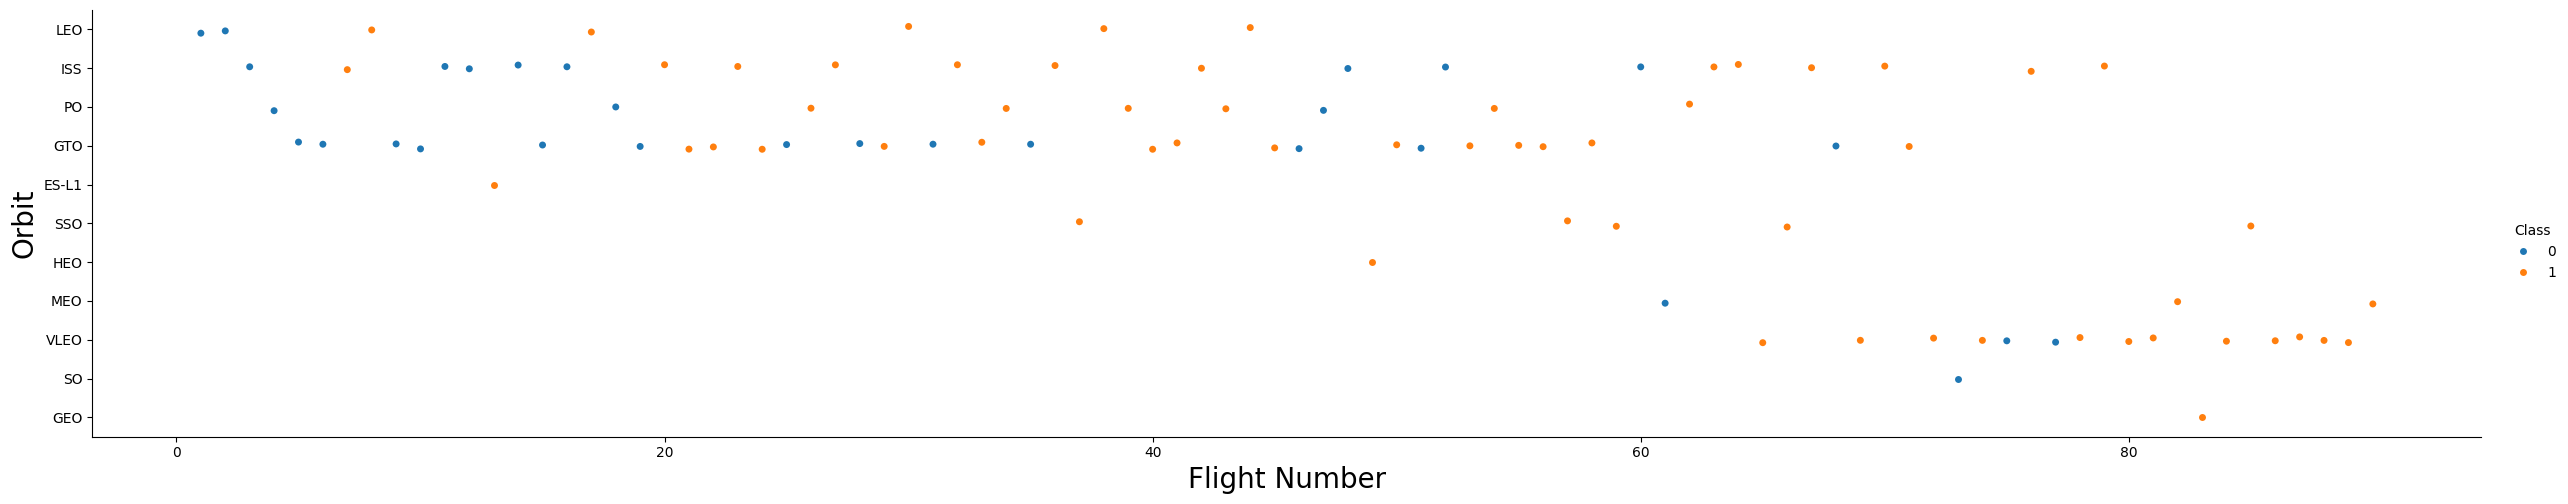 LEO
ISS
PO
GTO
ES-L1
SSO
HEO
MEO
VLEO
SO
GEO
Orbit
0 20 40 60 80
Flight Number
Class
0
1